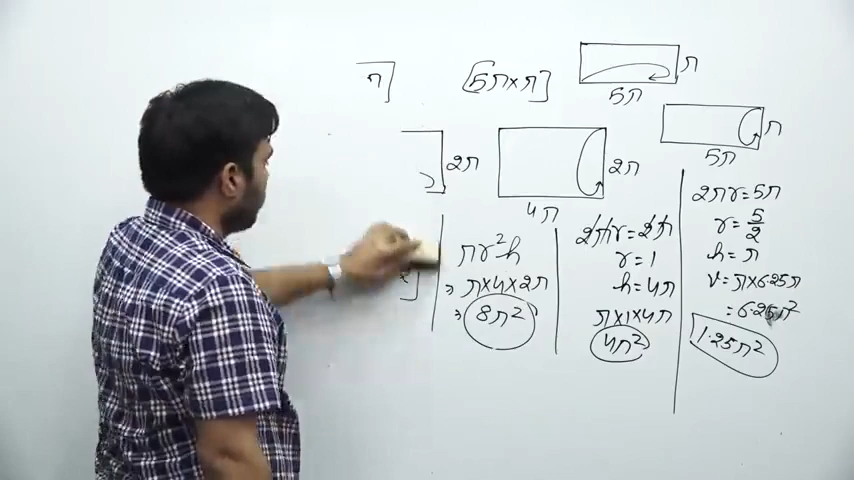 π
[5π×π]
π
5π
π
5π
2π
2π
4π
πr²h
⇒ π×4×2π
⇒ 8π²
2πr=2π
r=1
h=4π
π×1×4π
4π²
2πr=5π
r=5/2
h=π
V=π×6.25π
=6.25π²
1.25π²